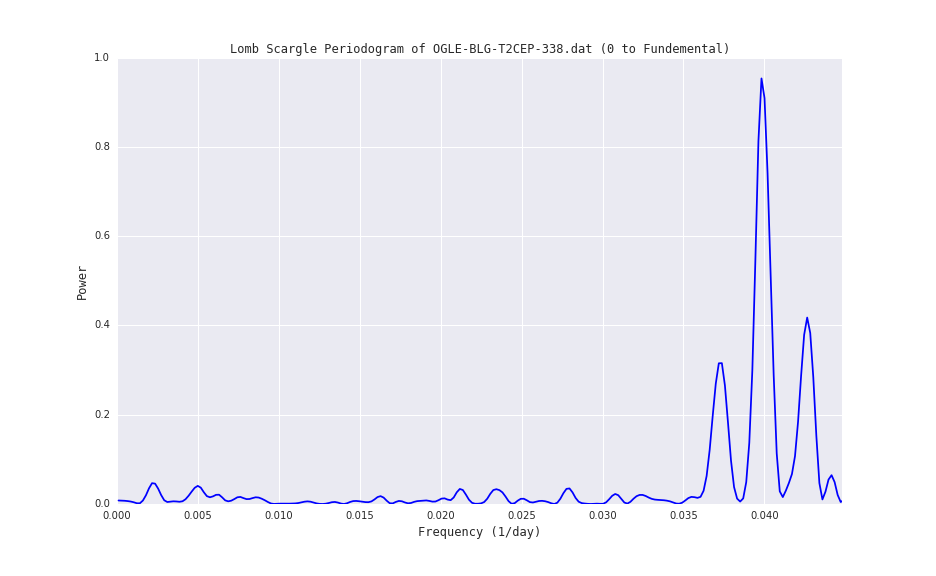 Lomb Scargle Periodogram of OGLE-BLG-T2CEP-338.dat (0 to Fundemental)
1.0
0.8
0.6
0.4
0.2
0.0
Power
0.000 0.005 0.010 0.015 0.020 0.025 0.030 0.035 0.040
Frequency (1/day)